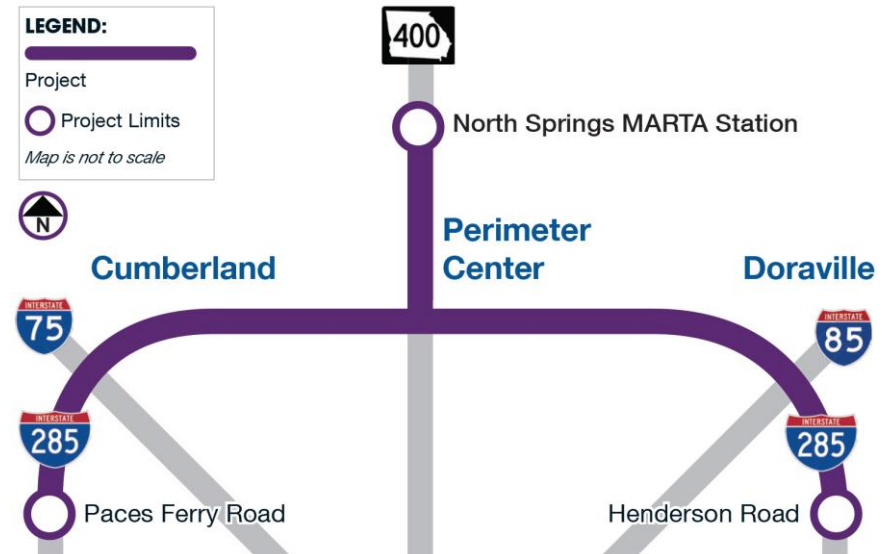 LEGEND:
Project
Project Limits
Map is not to scale
N
400
North Springs MARTA Station
Perimeter
Center
Cumberland
Doraville
INTERSTATE
75
INTERSTATE
85
INTERSTATE
285
INTERSTATE
285
Paces Ferry Road
Henderson Road